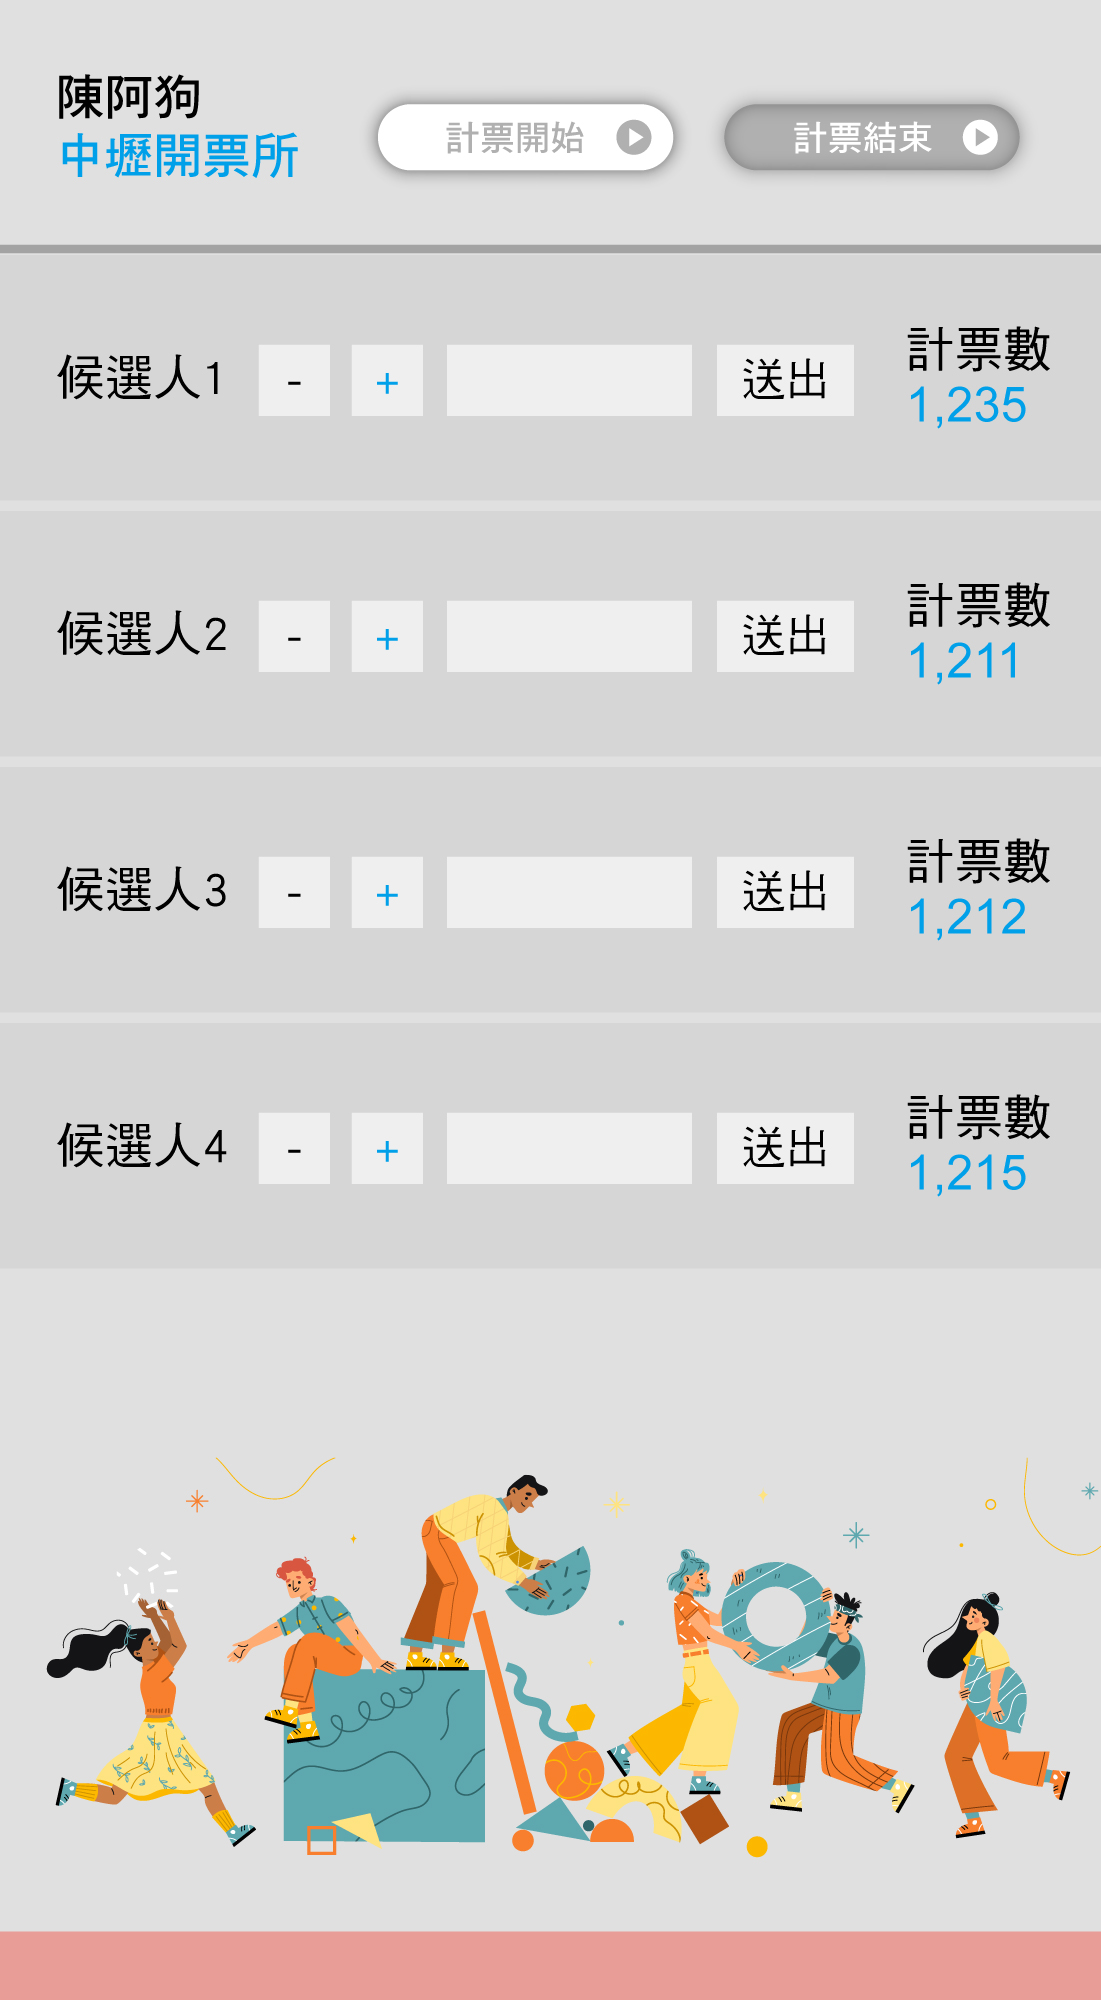 陳阿狗
中壢開票所
計票開始
計票結束
候選人1
-
+
送出
計票數
1,235
候選人2
-
+
送出
計票數
1,211
候選人3
-
+
送出
計票數
1,212
候選人4
-
+
送出
計票數
1,215